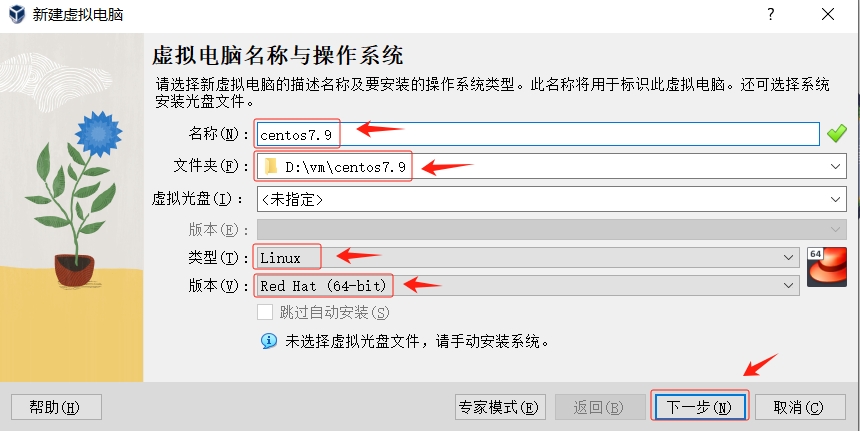 新建虚拟电脑
?
虚拟电脑名称与操作系统
请选择新虚拟电脑的描述名称及要安装的操作系统类型。此名称将用于标识此虚拟电脑。还可选择系统
安装光盘文件。
名称(N): centos7.9
文件夹(F): D:\vm\centos7.9
虚拟光盘(I): <未指定>
版本(E):
类型(T): Linux
64
版本(V): Red Hat (64-bit)
跳过自动安装(S)
未选择虚拟光盘文件，请手动安装系统。
帮助(H) 专家模式(E) 返回(B) 下一步(N) 取消(C)